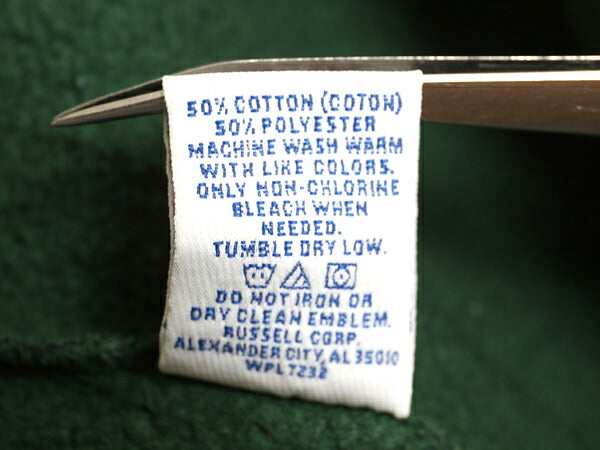 50% COTTON (COTON)
50% POLYESTER
MACHINE WASH WARM
WITH LIKE COLORS.
ONLY NON-CHLORINE
BLEACH WHEN
NEEDED.
TUMBLE DRY LOW.
DO NOT IRON OR
DRY CLEAN EMBLEM.
RUSSELL CORP.
ALEXANDER CITY, AL 35010
WPL 7232